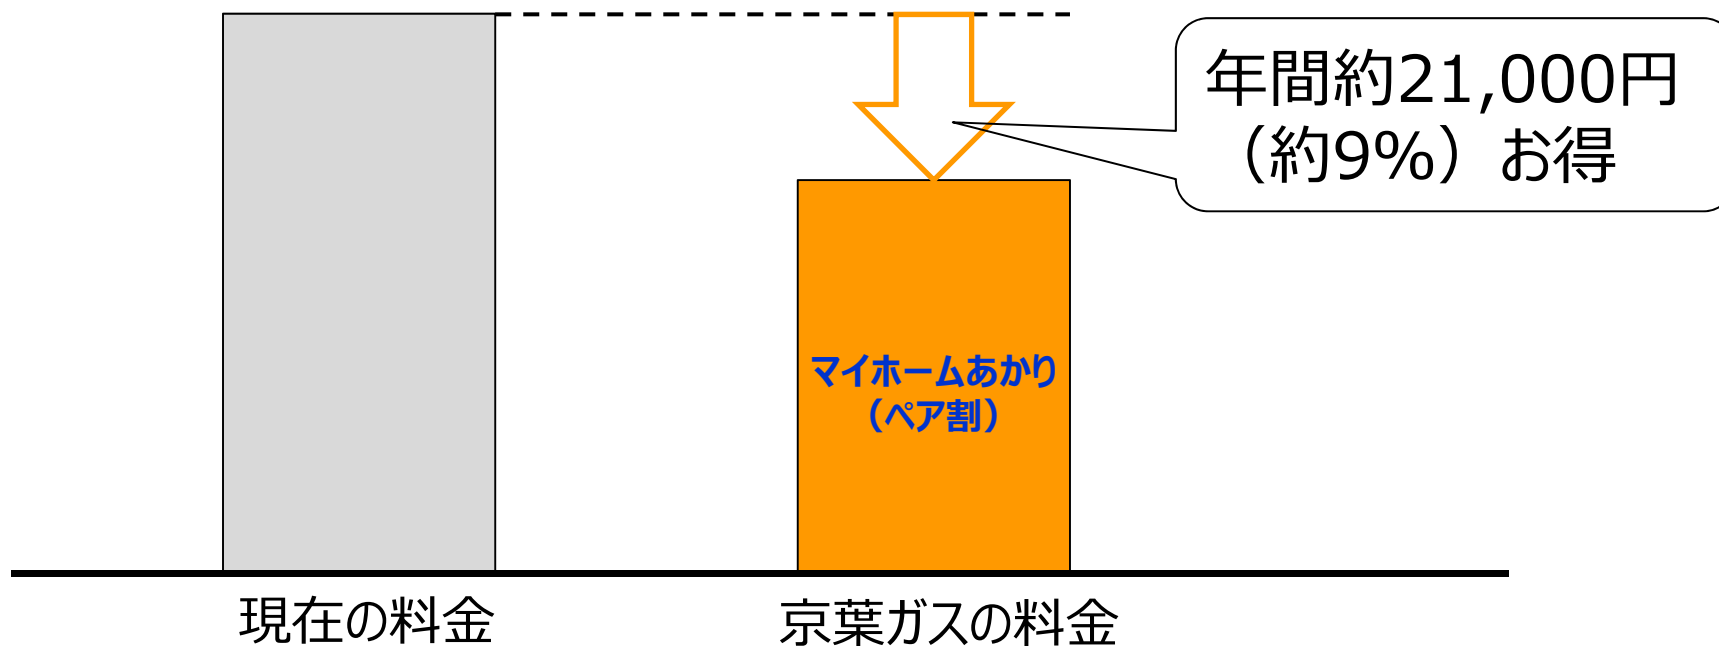 年間約21,000円
（約9%）お得
マイホームあかり
（ペア割）
現在の料金
京葉ガスの料金